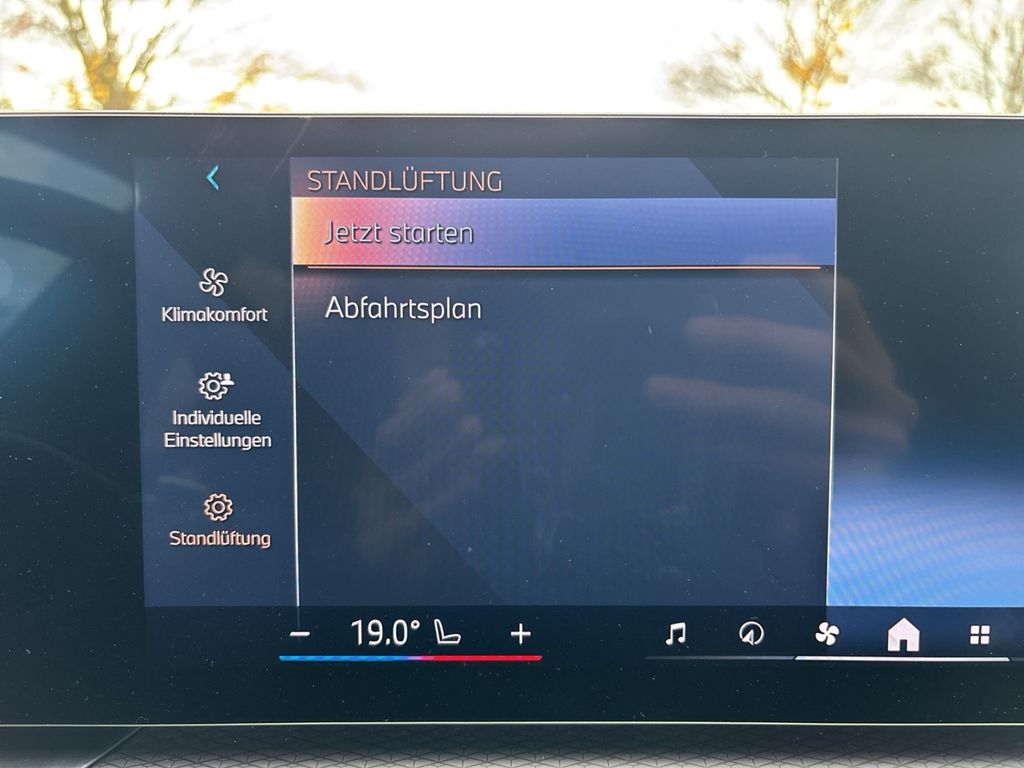 STANDLÜFTUNG
Jetzt starten
Abfahrtsplan
Klimakomfort
Individuelle
Einstellungen
Standlüftung
− 19.0° +